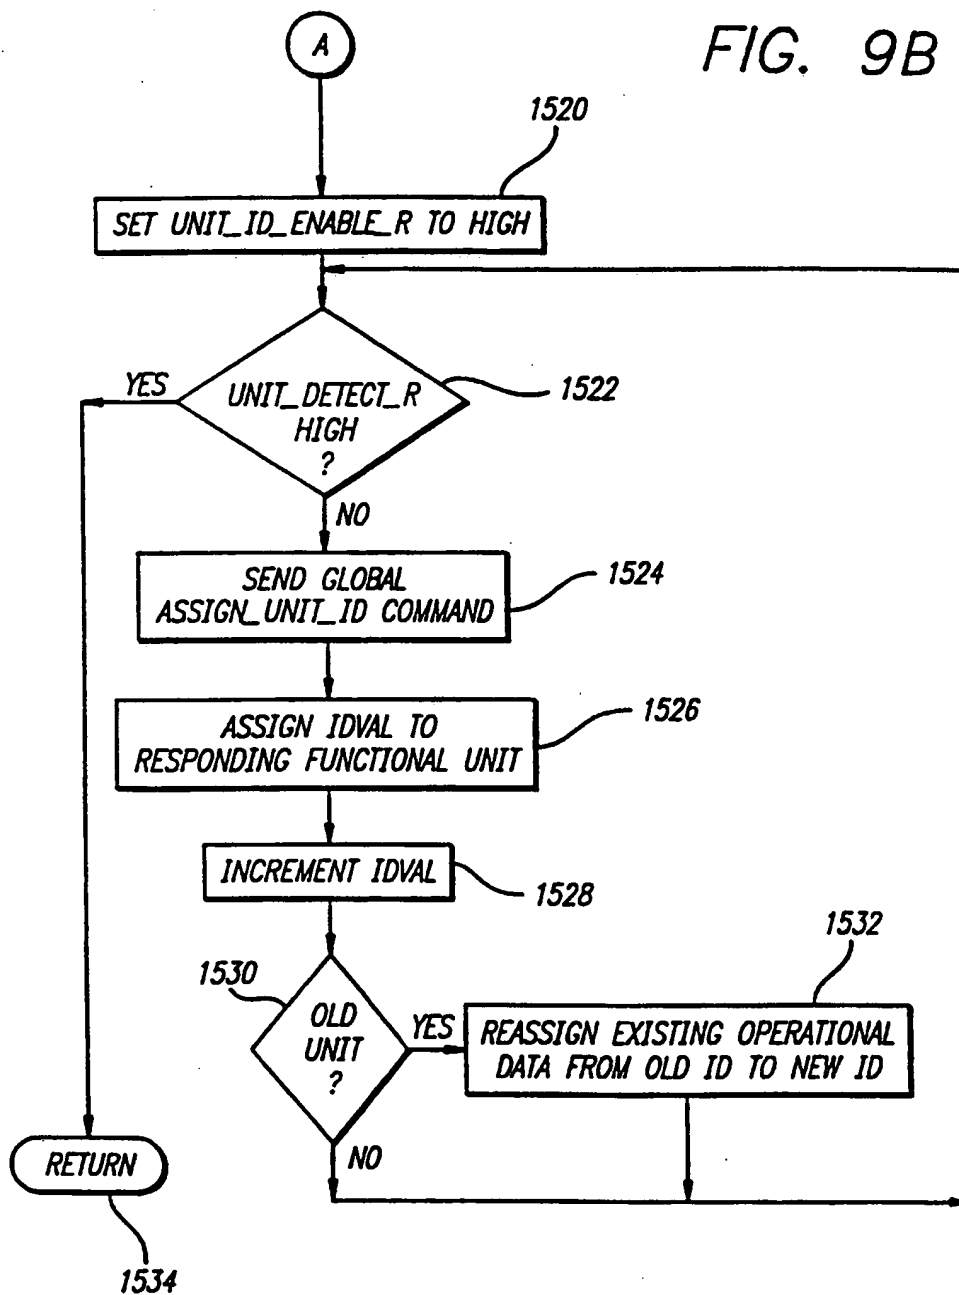 A
FIG. 9B
1520
SET UNIT_ID_ENABLE_R TO HIGH
YES
UNIT_DETECT_R
HIGH
?
1522
NO
SEND GLOBAL
ASSIGN_UNIT_ID COMMAND
1524
ASSIGN IDVAL TO
RESPONDING FUNCTIONAL UNIT
1526
INCREMENT IDVAL
1528
1530
OLD
UNIT
?
YES
1532
REASSIGN EXISTING OPERATIONAL
DATA FROM OLD ID TO NEW ID
NO
RETURN
1534